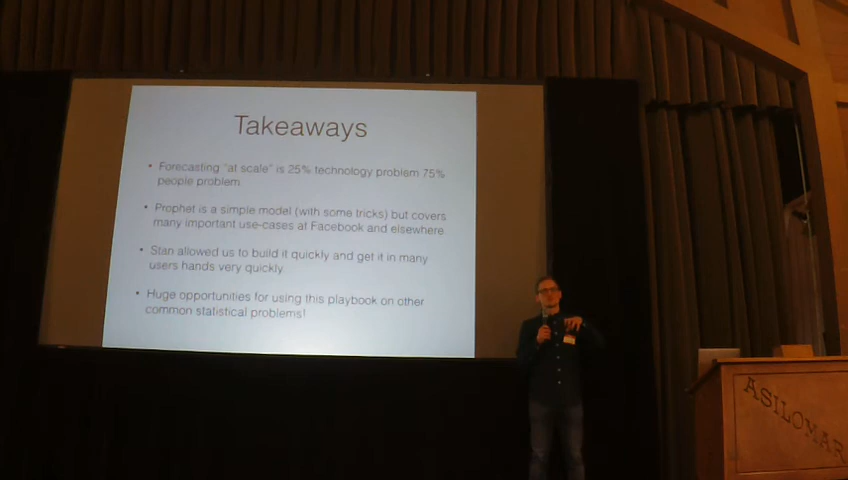 Takeaways
• Forecasting "at scale" is 25% technology problem 75%
people problem.
• Prophet is a simple model (with some tricks) but covers
many important use-cases at Facebook and elsewhere
• Stan allowed us to build it quickly and get it in many
users hands very quickly
• Huge opportunities for using this playbook on other
common statistical problems!
ASILOMAR